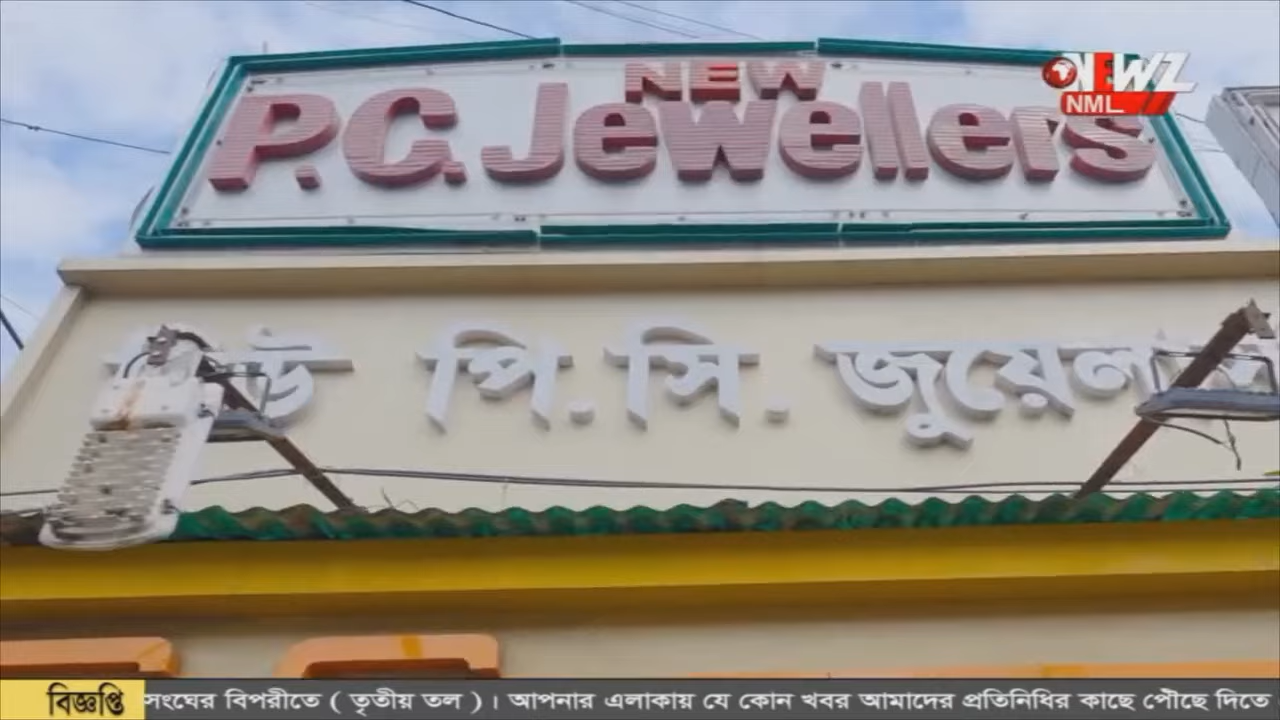 NEW
P.C. Jewellers
NEWZ
NML
নিউ পি.সি. জুয়েলার্স
বিজ্ঞপ্তি
সংঘের বিপরীতে ( তৃতীয় তল ) । আপনার এলাকায় যে কোন খবর আমাদের প্রতিনিধির কাছে পৌঁছে দিতে